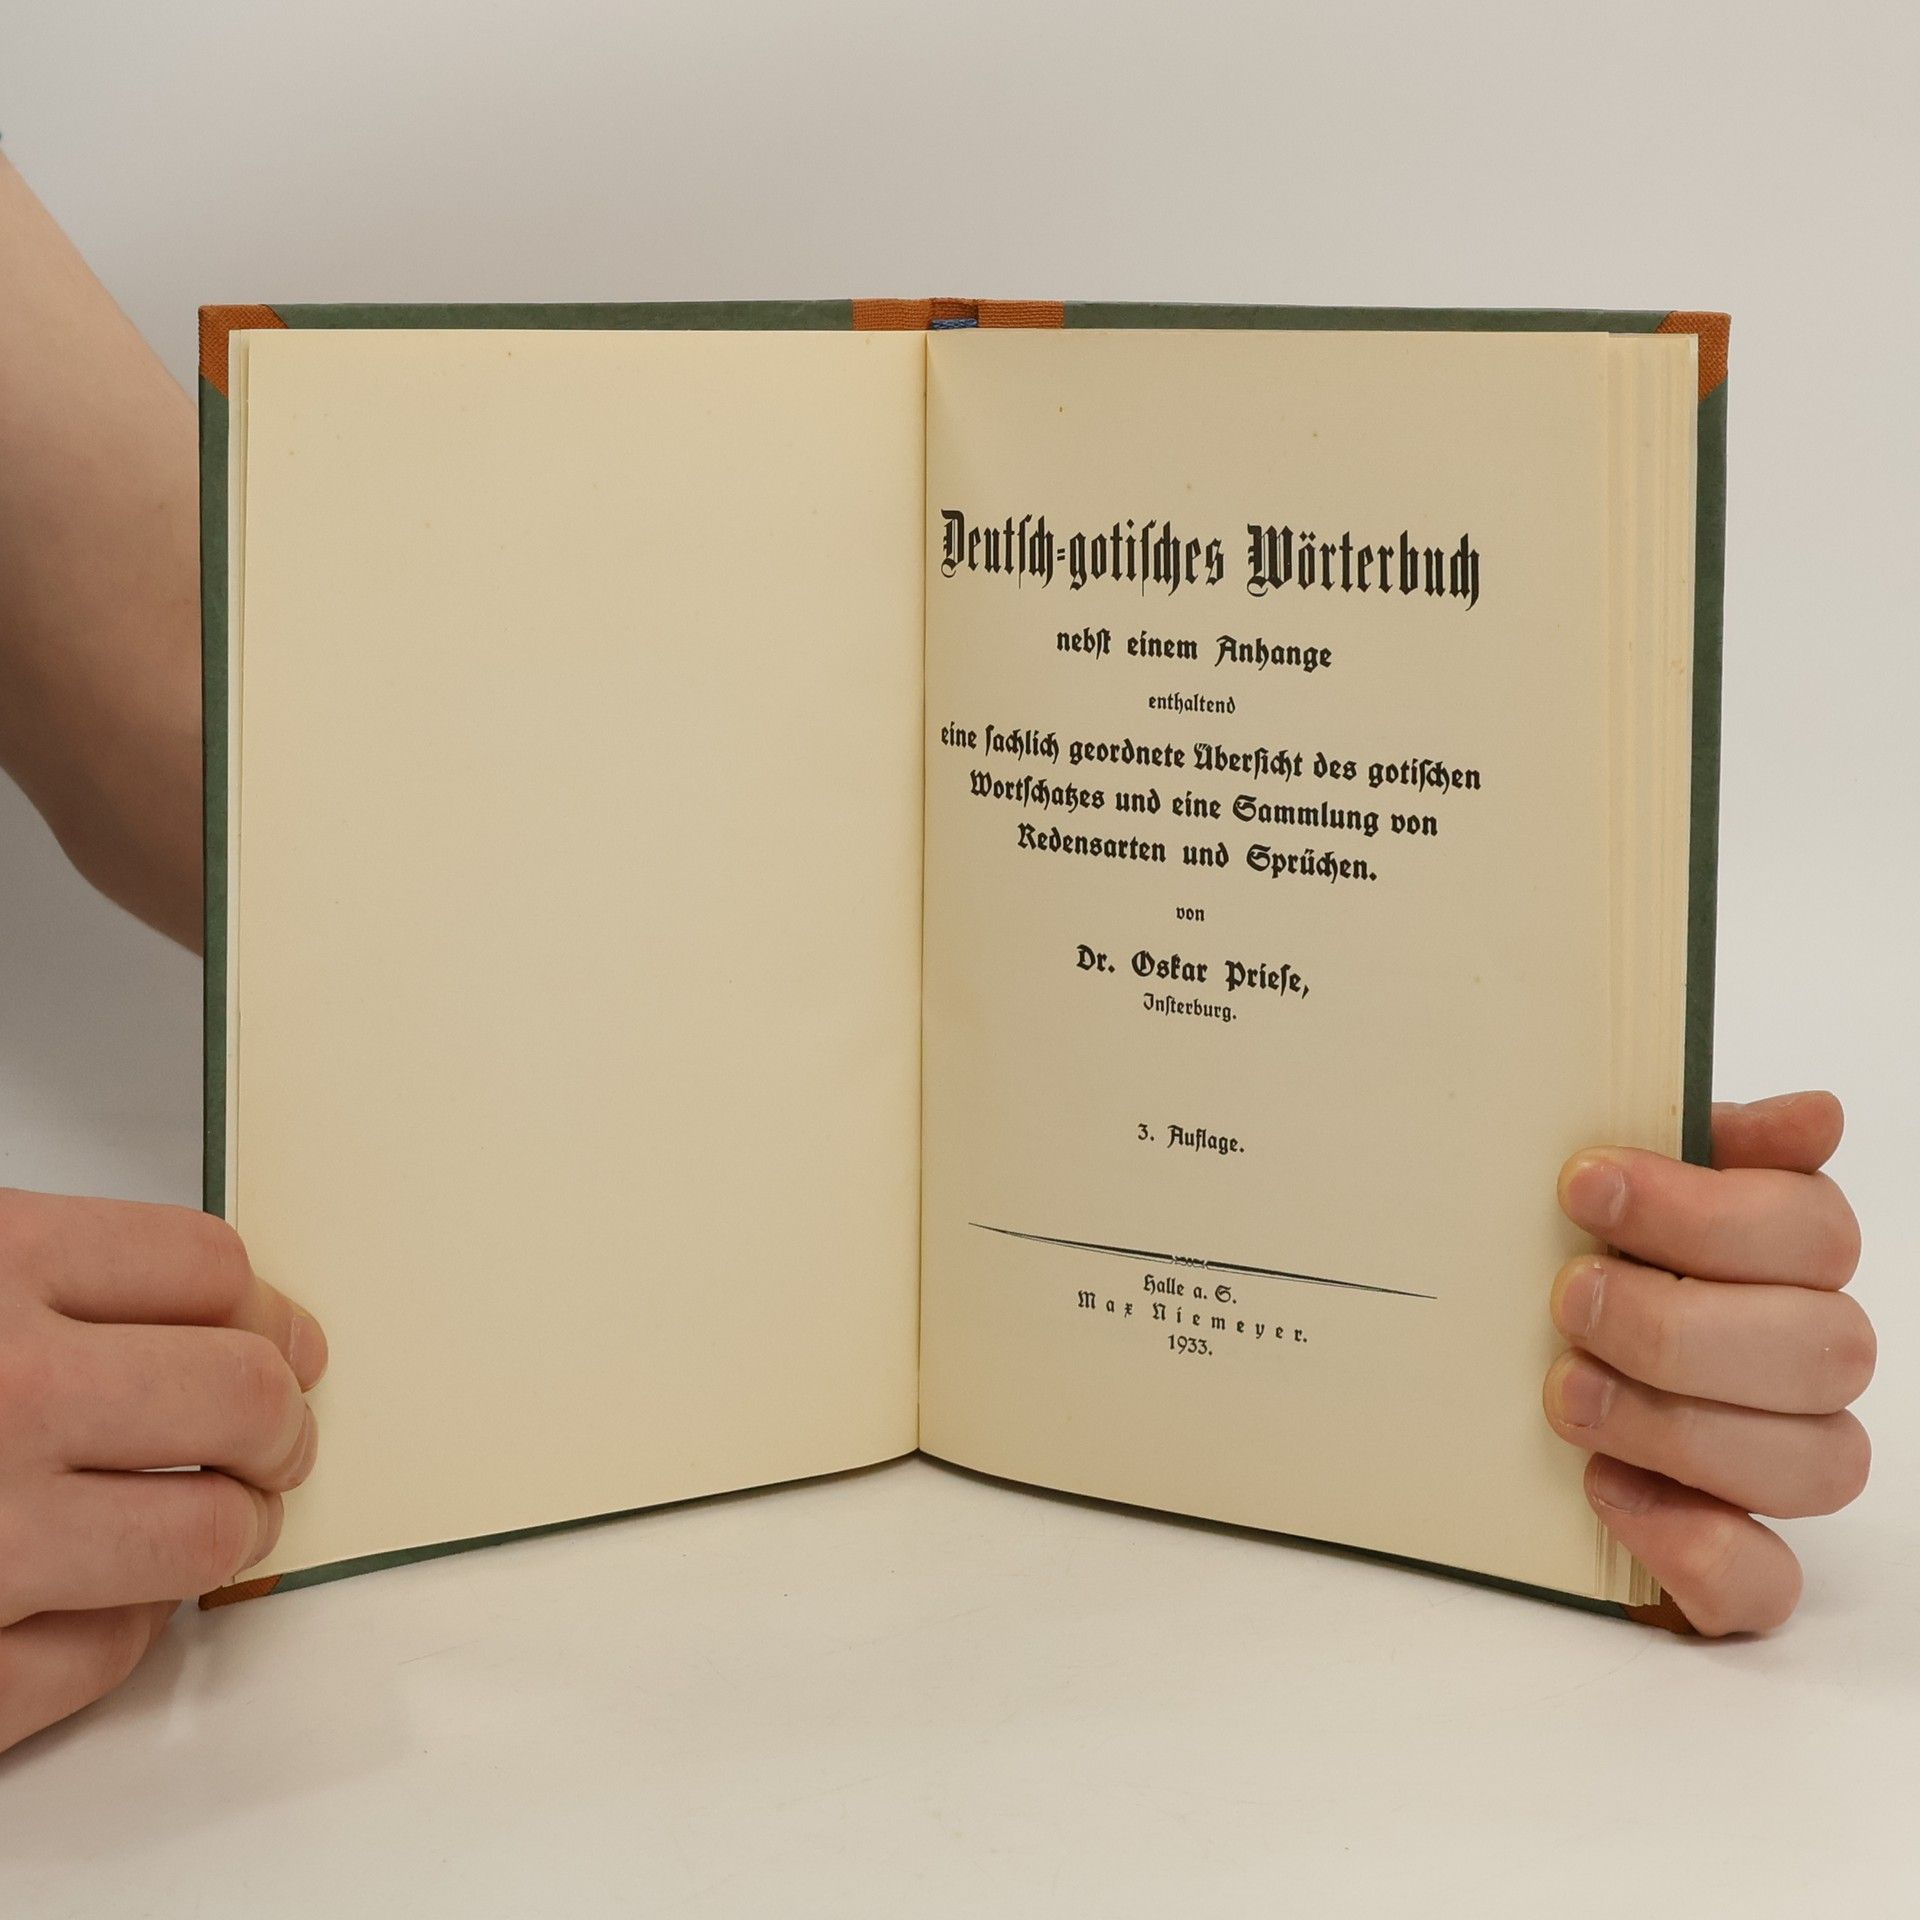 Deutſch-gotiſches Wörterbuch
nebſt einem Anhange
enthaltend
eine ſachlich geordnete Überſicht des gotiſchen
Wortſchatzes und eine Sammlung von
Redensarten und Sprüchen.
von
Dr. Oskar Prieſe,
Inſterburg.
3. Auflage.
Halle a. S.
Max Niemeyer.
1933.